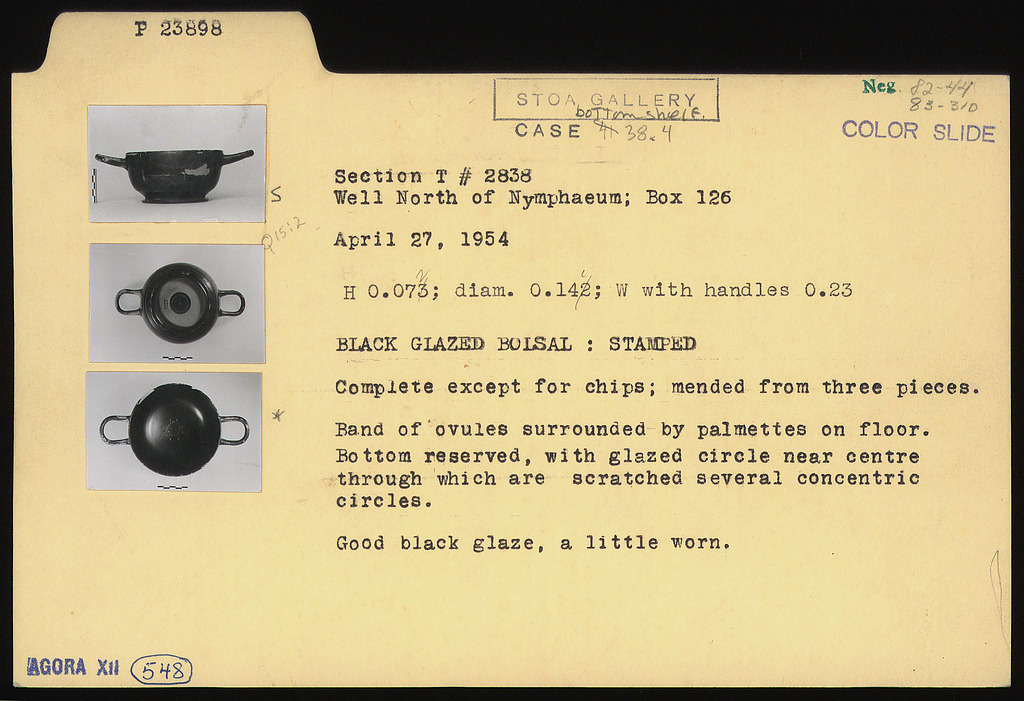 P 23898
STOA GALLERY
bottom shelf.
CASE 38.4
Neg. 82-44
83-310
COLOR SLIDE
S
Section T # 2838
Well North of Nymphaeum; Box 126
Q15:2
April 27, 1954
H 0.073; diam. 0.142; W with handles 0.23
BLACK GLAZED BOLSAL : STAMPED
Complete except for chips; mended from three pieces.
*
Band of ovules surrounded by palmettes on floor.
Bottom reserved, with glazed circle near centre
through which are scratched several concentric
circles.
Good black glaze, a little worn.
AGORA XII 548